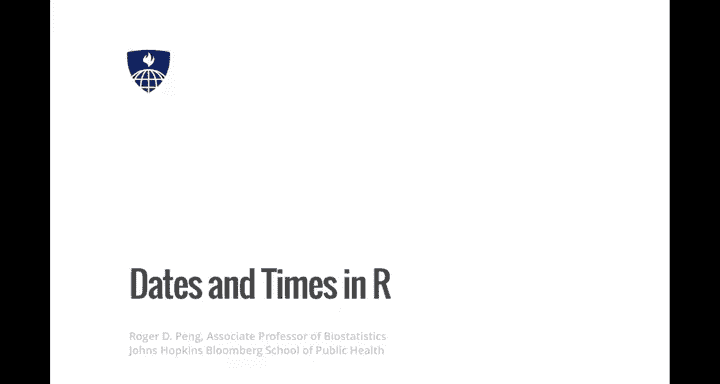 Dates and Times in R
Roger D. Peng, Associate Professor of Biostatistics
Johns Hopkins Bloomberg School of Public Health